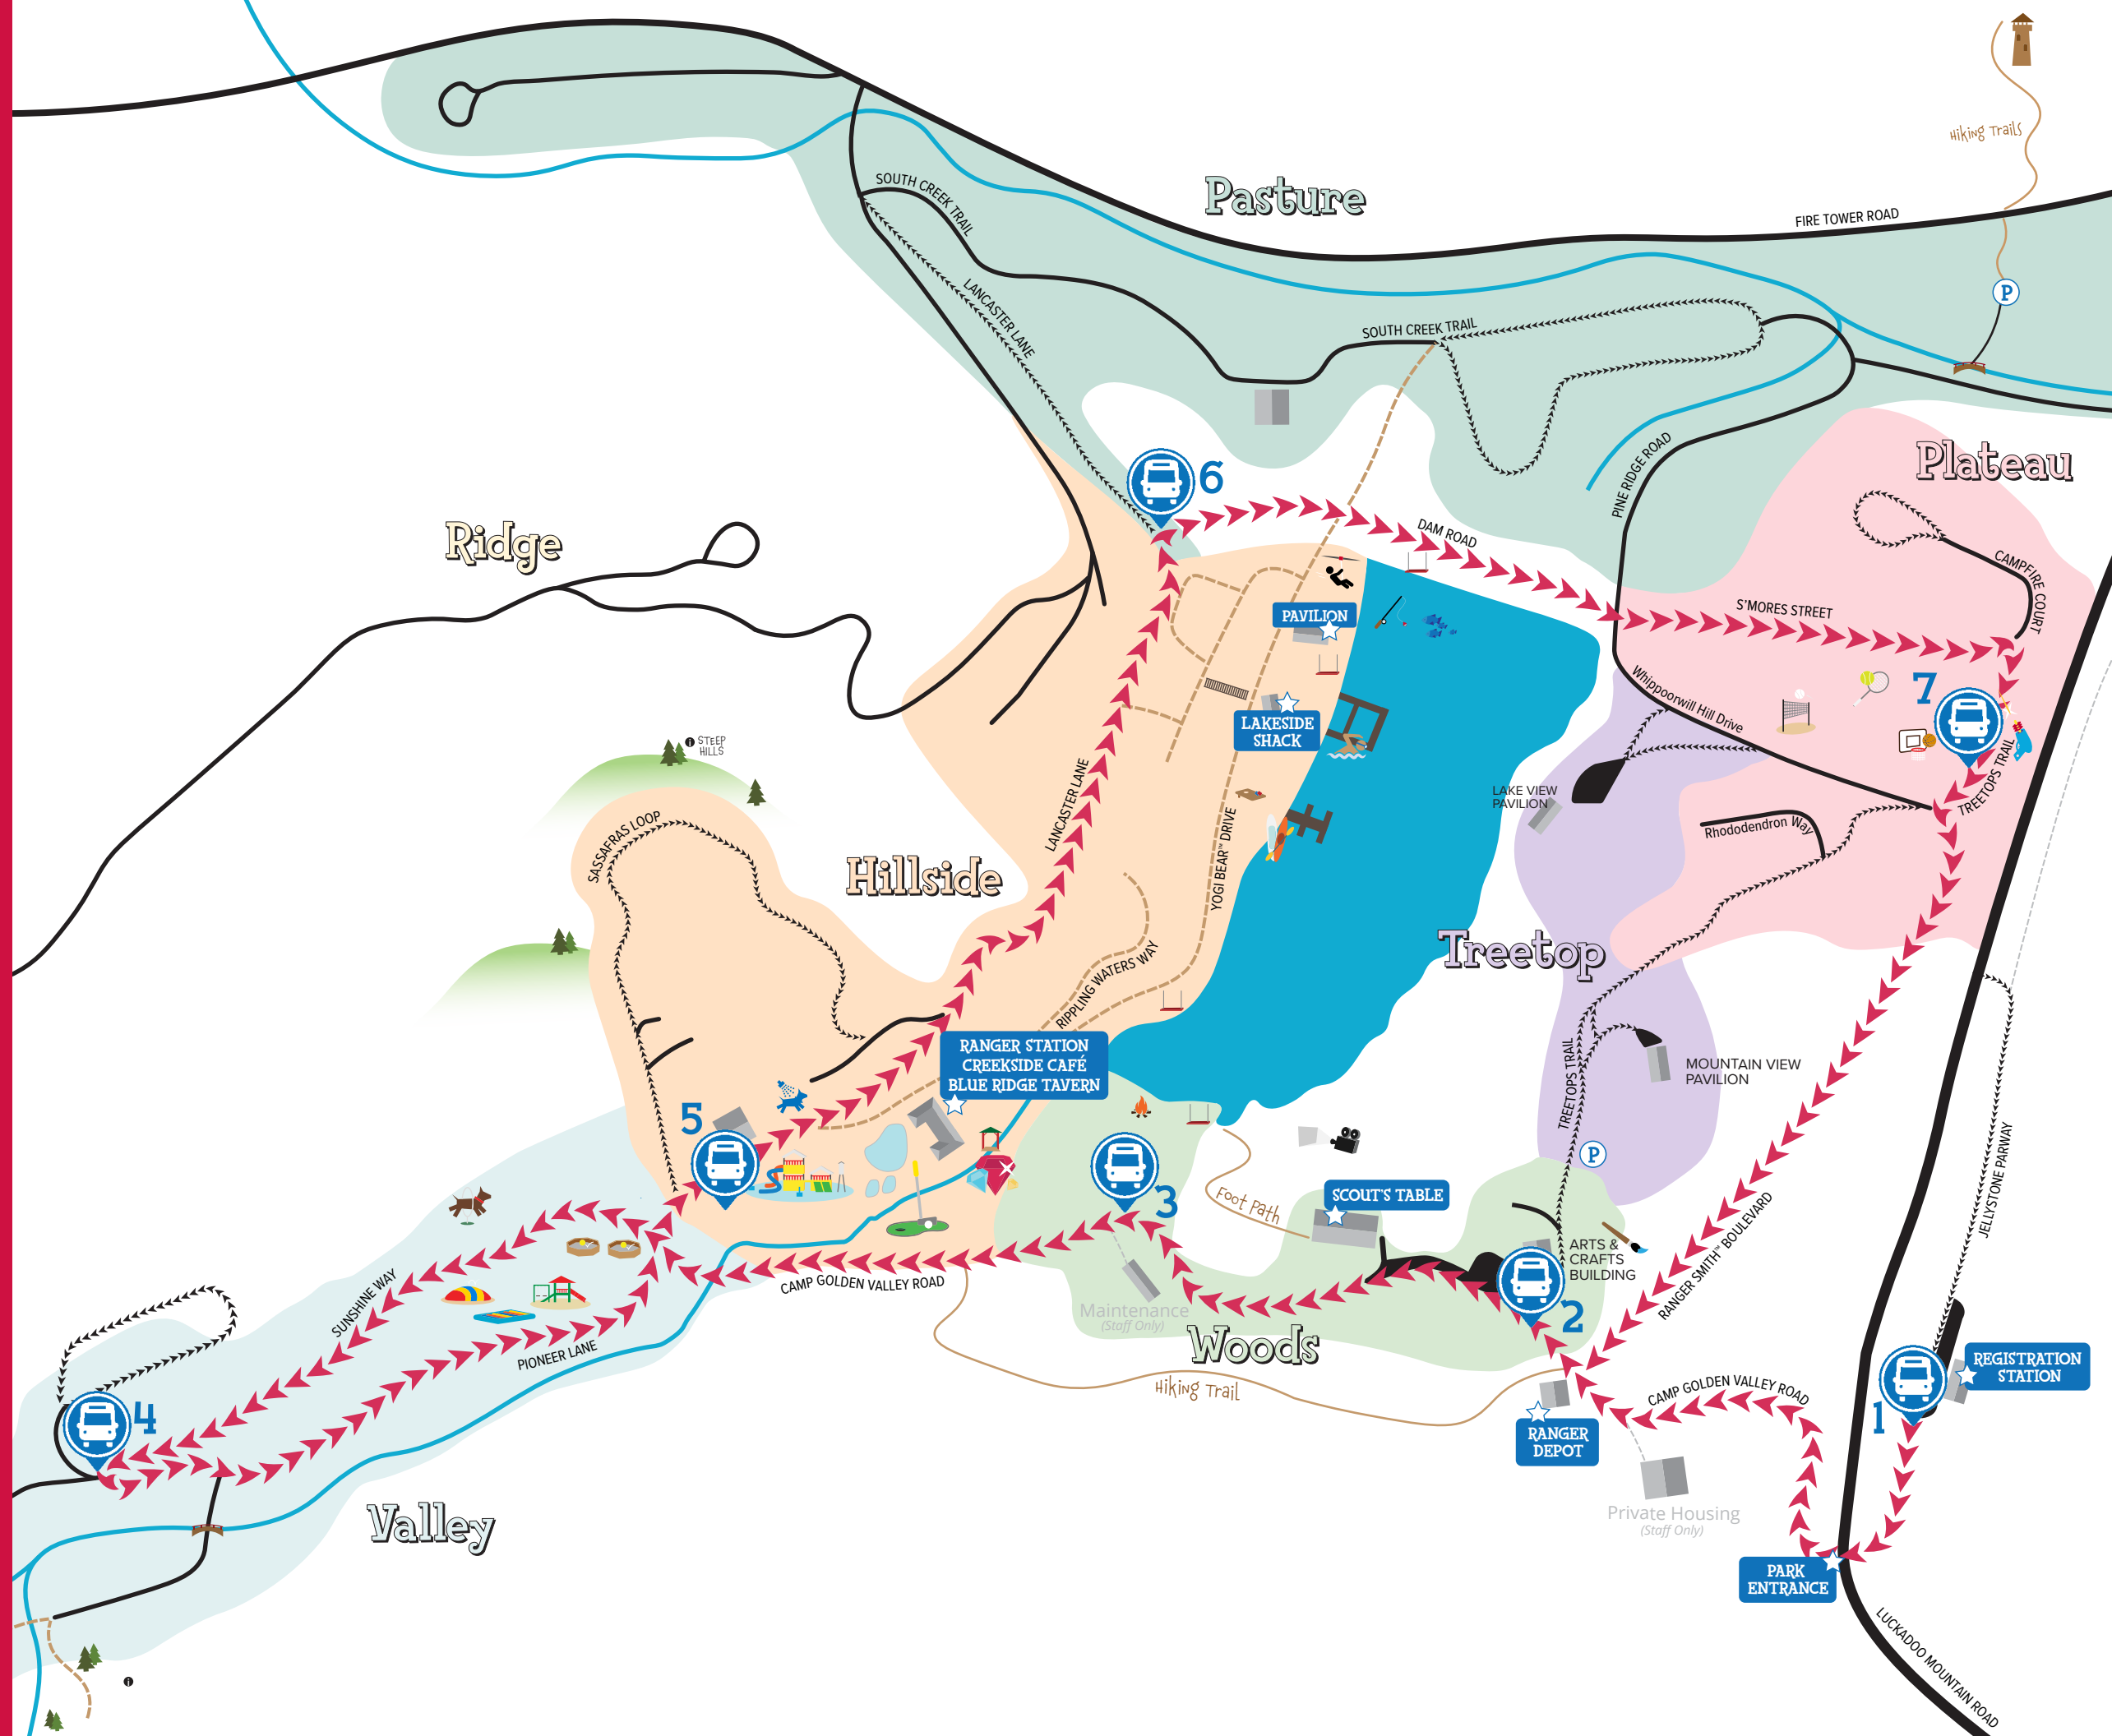 Hiking Trails
Pasture
SOUTH CREEK TRAIL
FIRE TOWER ROAD
P
LANCASTER LANE
SOUTH CREEK TRAIL
Plateau
PINE RIDGE ROAD
6
Ridge
DAM ROAD
CAMPFIRE COURT
PAVILION
S'MORES STREET
Whippoorwill Hill Drive
7
LAKESIDE
SHACK
STEEP
HILLS
TREETOPS TRAIL
LAKE VIEW
PAVILION
LANCASTER LANE
Rhododendron Way
SASSAFRAS LOOP
YOGI BEAR™ DRIVE
Hillside
Treetop
RIPPLING WATERS WAY
RANGER STATION
CREEKSIDE CAFÉ
BLUE RIDGE TAVERN
MOUNTAIN VIEW
PAVILION
TREETOPS TRAIL
5
P
JELLYSTONE PARKWAY
SCOUT'S TABLE
3
Foot Path
ARTS &
CRAFTS
BUILDING
RANGER SMITH™ BOULEVARD
CAMP GOLDEN VALLEY ROAD
SUNSHINE WAY
Maintenance
(Staff Only)
2
Woods
PIONEER LANE
REGISTRATION
STATION
Hiking Trail
CAMP GOLDEN VALLEY ROAD
4
1
RANGER
DEPOT
Valley
Private Housing
(Staff Only)
PARK
ENTRANCE
LUCKADOO MOUNTAIN ROAD